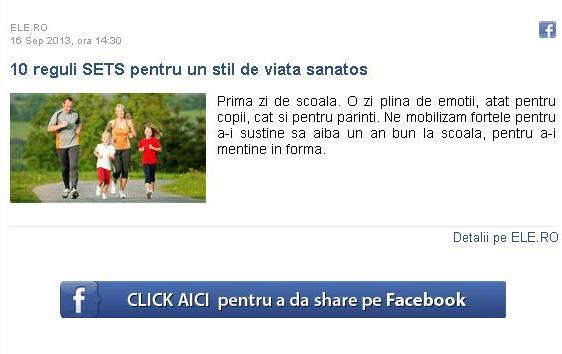 ELE.RO
16 Sep 2013, ora 14:30
10 reguli SETS pentru un stil de viata sanatos
Prima zi de scoala. O zi plina de emotii, atat pentru
copii, cat si pentru parinti. Ne mobilizam fortele pentru
a-i sustine sa aiba un an bun la scoala, pentru a-i
mentine in forma.
Detalii pe ELE.RO
f CLICK AICI pentru a da share pe Facebook